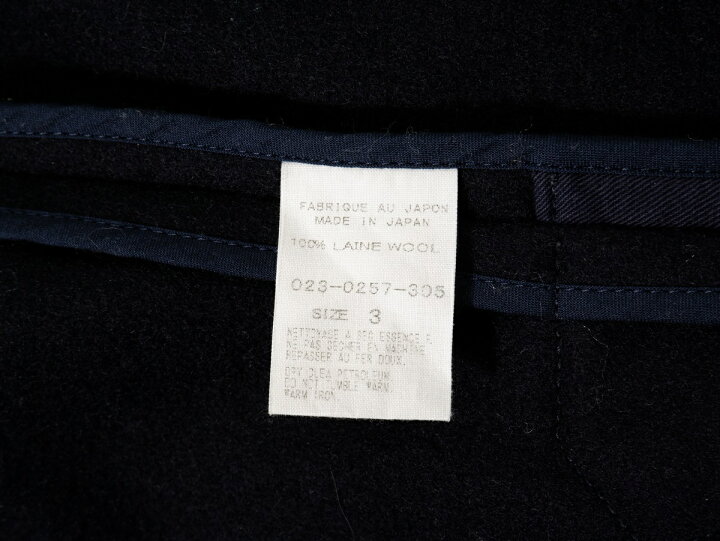 FABRIQUE AU JAPON
MADE IN JAPAN
100% LAINE WOOL
023-0257-305
SIZE 3
NETTOYAGE A SEC ESSENCE F.
NE PAS SECHER EN MACHINE
REPASSER AU FER DOUX.
DRY CLEA PETROLEUM
DO NOT TUMBLE WARM
WARM IRON.